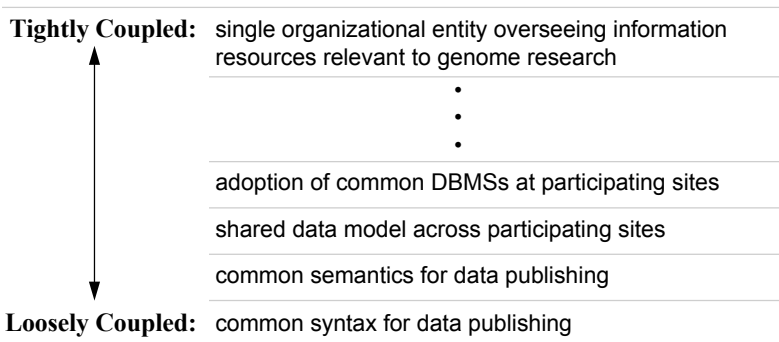 Tightly Coupled: single organizational entity overseeing information
resources relevant to genome research
•
•
•
adoption of common DBMSs at participating sites
shared data model across participating sites
common semantics for data publishing
Loosely Coupled: common syntax for data publishing